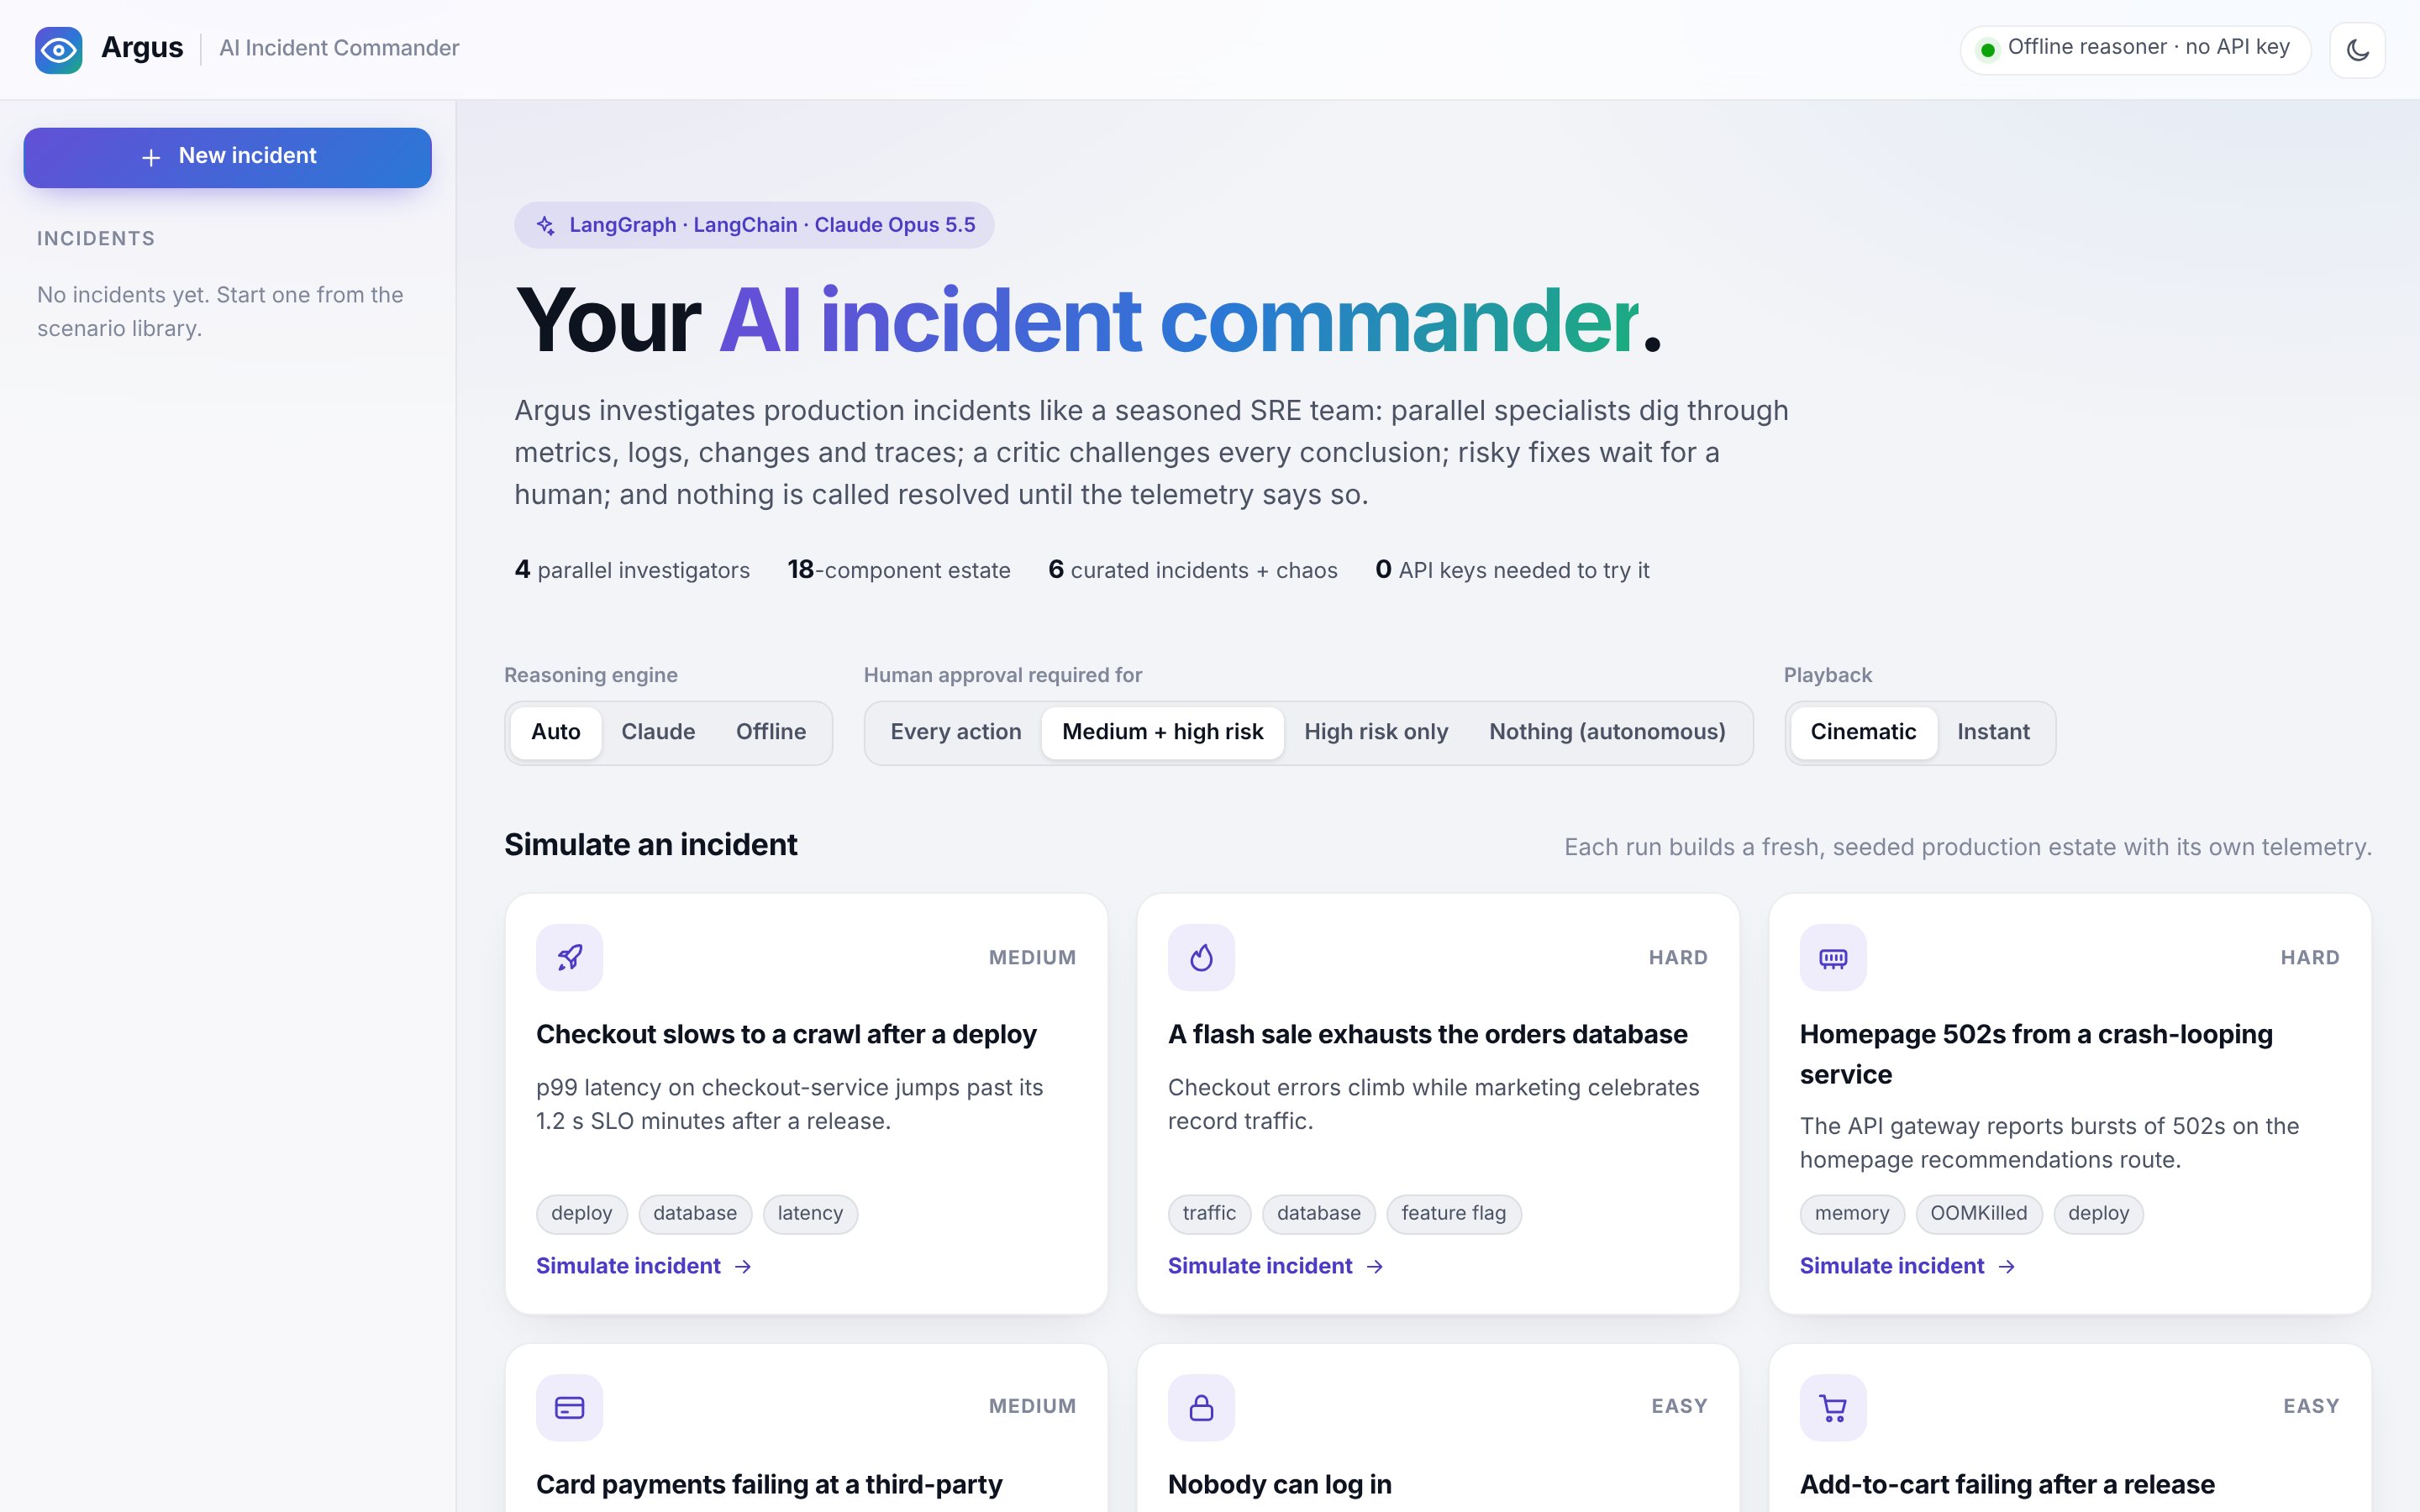 Argus
AI Incident Commander
Offline reasoner · no API key
New incident
INCIDENTS
No incidents yet. Start one from the
scenario library.
LangGraph · LangChain · Claude Opus 5.5
Your AI incident commander.
Argus investigates production incidents like a seasoned SRE team: parallel specialists dig through
metrics, logs, changes and traces; a critic challenges every conclusion; risky fixes wait for a
human; and nothing is called resolved until the telemetry says so.
4 parallel investigators
18-component estate
6 curated incidents + chaos
0 API keys needed to try it
Reasoning engine
Auto
Claude
Offline
Human approval required for
Every action
Medium + high risk
High risk only
Nothing (autonomous)
Playback
Cinematic
Instant
Simulate an incident
Each run builds a fresh, seeded production estate with its own telemetry.
MEDIUM
Checkout slows to a crawl after a deploy
p99 latency on checkout-service jumps past its
1.2 s SLO minutes after a release.
deploy
database
latency
Simulate incident →
HARD
A flash sale exhausts the orders database
Checkout errors climb while marketing celebrates
record traffic.
traffic
database
feature flag
Simulate incident →
HARD
Homepage 502s from a crash-looping
service
The API gateway reports bursts of 502s on the
homepage recommendations route.
memory
OOMKilled
deploy
Simulate incident →
MEDIUM
Card payments failing at a third-party
EASY
Nobody can log in
EASY
Add-to-cart failing after a release